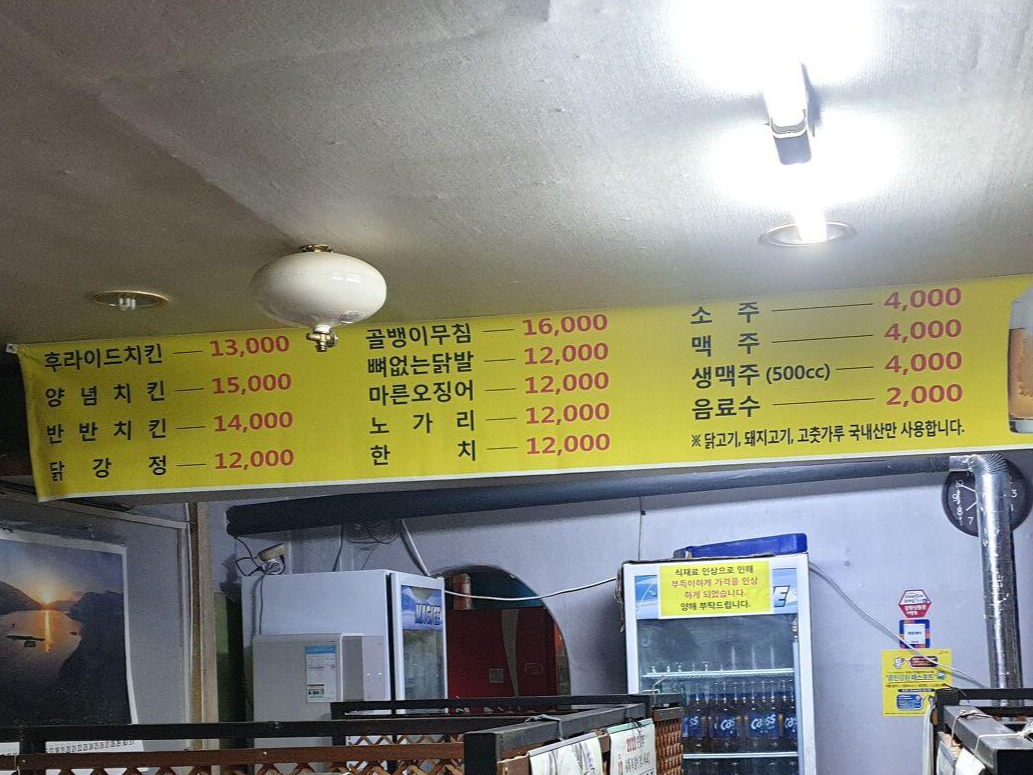 후라이드치킨 13,000
양념치킨 15,000
반반치킨 14,000
닭강정 12,000
골뱅이무침 16,000
뼈없는닭발 12,000
마른오징어 12,000
노가리 12,000
한치 12,000
소주 4,000
맥주 4,000
생맥주 (500cc) 4,000
음료수 2,000
※ 닭고기, 돼지고기, 고춧가루 국내산만 사용합니다.
식재료 인상으로 인해
부득이하게 가격을 인상
하게 되었습니다.
양해 부탁드립니다.
Cass